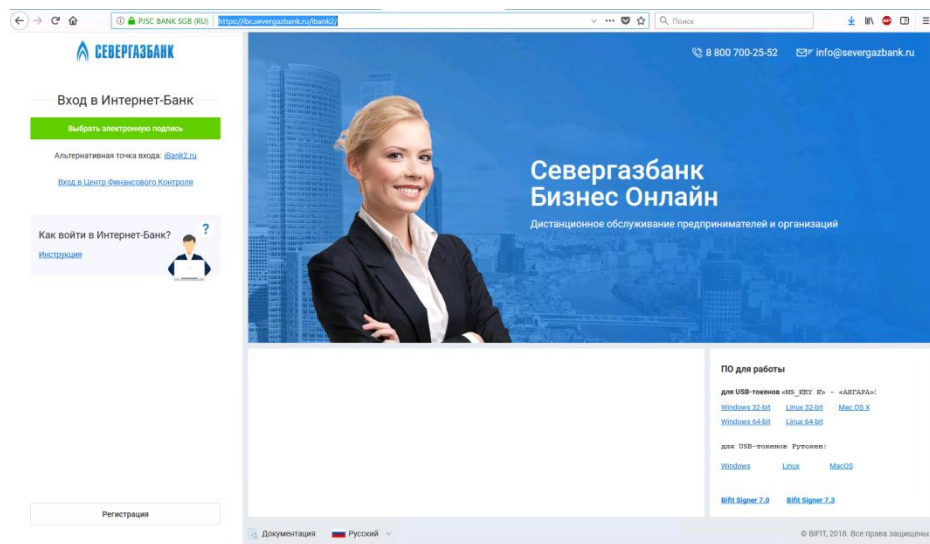 PJSC BANK SGB (RU)
https://ibc.severgazbank.ru/ibank2/
Поиск
СЕВЕРГАЗБАНК
8 800 700-25-52
info@severgazbank.ru
Вход в Интернет-Банк
Выбрать электронную подпись
Альтернативная точка входа: iBank2.ru
Вход в Центр Финансового Контроля
Как войти в Интернет-Банк?
?
Инструкция
Севергазбанк
Бизнес Онлайн
Дистанционное обслуживание предпринимателей и организаций
ПО для работы
для USB-токенов «MS_KEY K» - «АНГАРА»:
Windows 32-bit Linux 32-bit Mac OS X
Windows 64-bit Linux 64-bit
для USB-токенов Рутокен:
Windows Linux MacOS
Bifit Signer 7.0 Bifit Signer 7.3
Регистрация
Документация
Русский
© BIFIT, 2018. Все права защищены